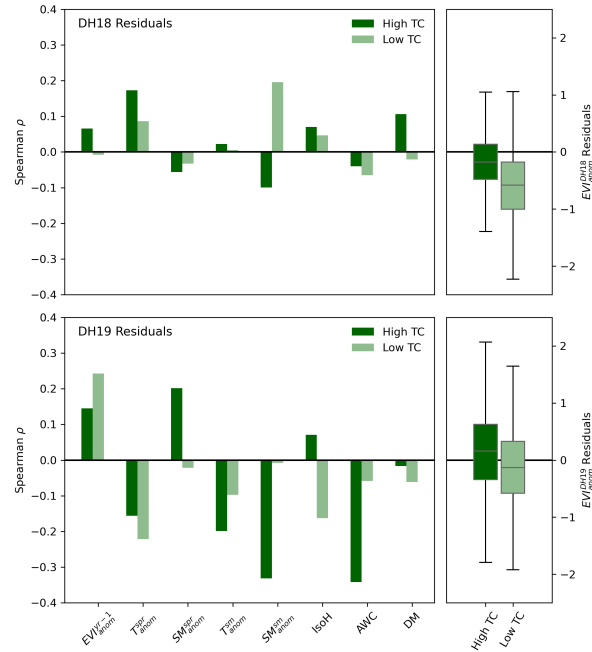 DH18 Residuals
High TC
Low TC
Spearman ρ
0.4
0.3
0.2
0.1
0.0
−0.1
−0.2
−0.3
−0.4
2
1
0
−1
−2
EVI^{DH18}_{anom} Residuals
DH19 Residuals
High TC
Low TC
Spearman ρ
0.4
0.3
0.2
0.1
0.0
−0.1
−0.2
−0.3
−0.4
2
1
0
−1
−2
EVI^{DH19}_{anom} Residuals
EVI^{yr−1}_{anom}
T^{spr}_{anom}
SM^{spr}_{anom}
T^{sm}_{anom}
SM^{sm}_{anom}
IsoH
AWC
DM
High TC
Low TC